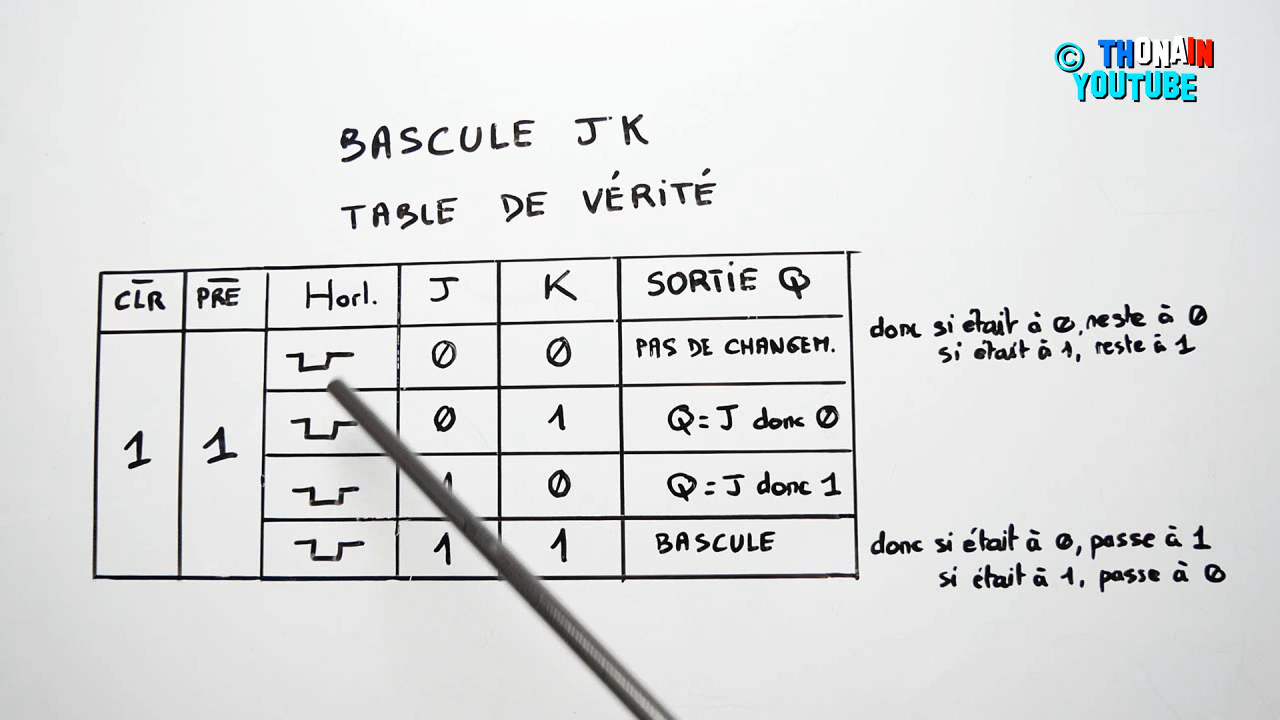 © THONAIN
YOUTUBE
BASCULE JK
TABLE DE VÉRiTÉ
CLR PRE Horl. J K SORTiE Q
0 0 PAS DE CHANGEM.
donc si était à 0, reste à 0
si était à 1, reste à 1
0 1 Q=J donc 0
1 1
1 0 Q=J donc 1
1 1 BASCULE
donc si était à 0, passe à 1
si était à 1, passe à 0